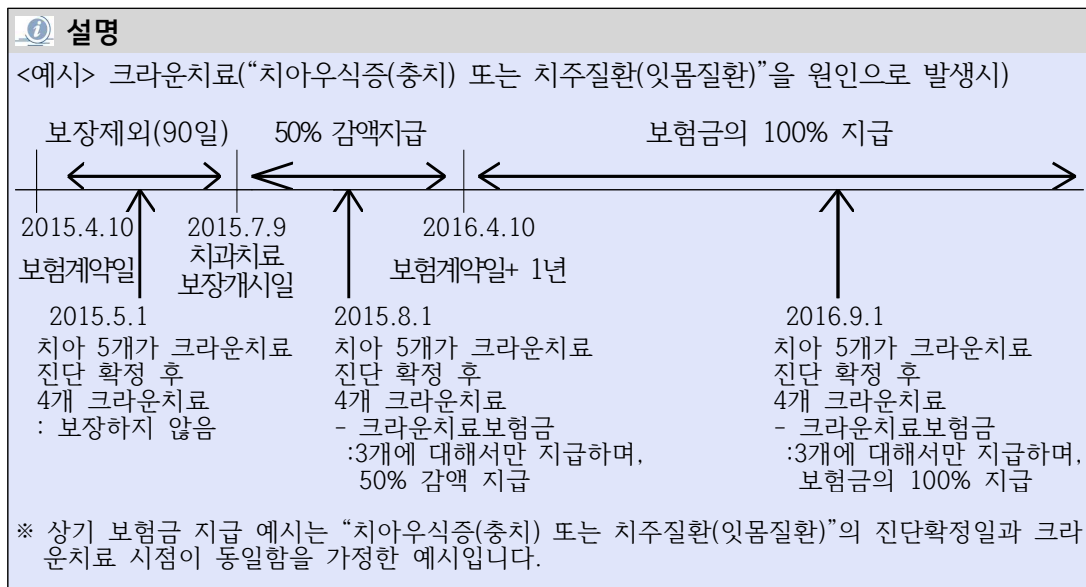 설명
<예시> 크라운치료(“치아우식증(충치) 또는 치주질환(잇몸질환)”을 원인으로 발생시)
보장제외(90일) 50% 감액지급 보험금의 100% 지급
2015.4.10 2015.7.9 2016.4.10
보험계약일 치과치료 보장개시일 보험계약일+ 1년
2015.5.1
치아 5개가 크라운치료
진단 확정 후
4개 크라운치료
: 보장하지 않음
2015.8.1
치아 5개가 크라운치료
진단 확정 후
4개 크라운치료
- 크라운치료보험금
:3개에 대해서만 지급하며,
50% 감액 지급
2016.9.1
치아 5개가 크라운치료
진단 확정 후
4개 크라운치료
- 크라운치료보험금
:3개에 대해서만 지급하며,
보험금의 100% 지급
※ 상기 보험금 지급 예시는 “치아우식증(충치) 또는 치주질환(잇몸질환)”의 진단확정일과 크라
운치료 시점이 동일함을 가정한 예시입니다.